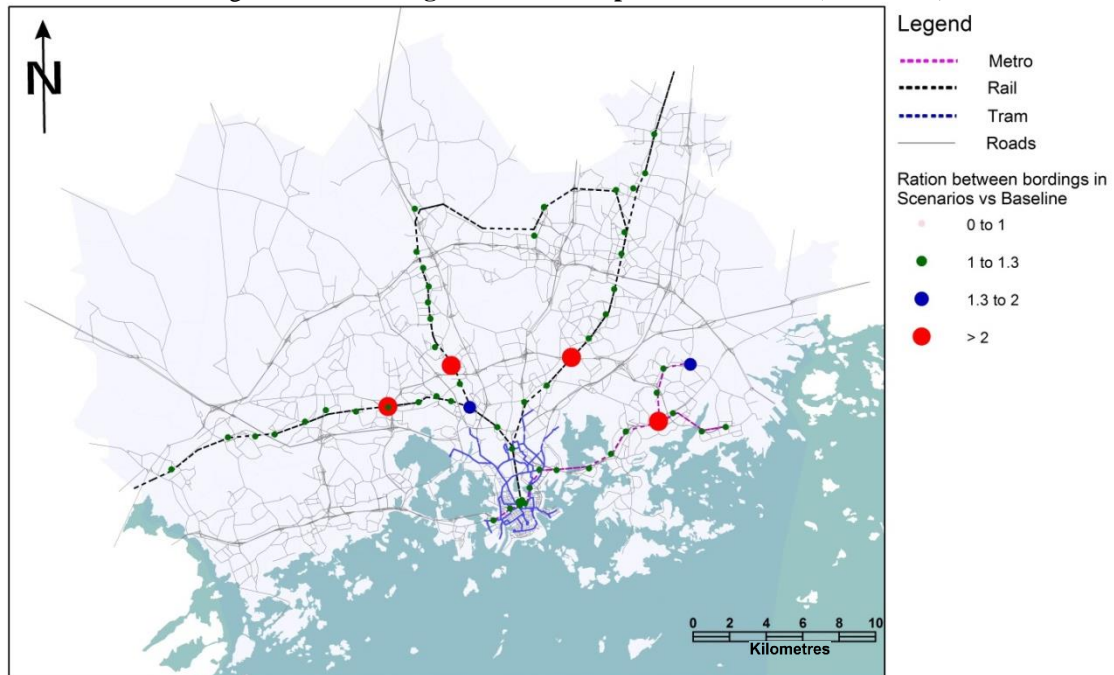 N
Legend
Metro
Rail
Tram
Roads
Ration between bordings in
Scenarios vs Baseline
0 to 1
1 to 1.3
1.3 to 2
> 2
0 2 4 6 8 10
Kilometres